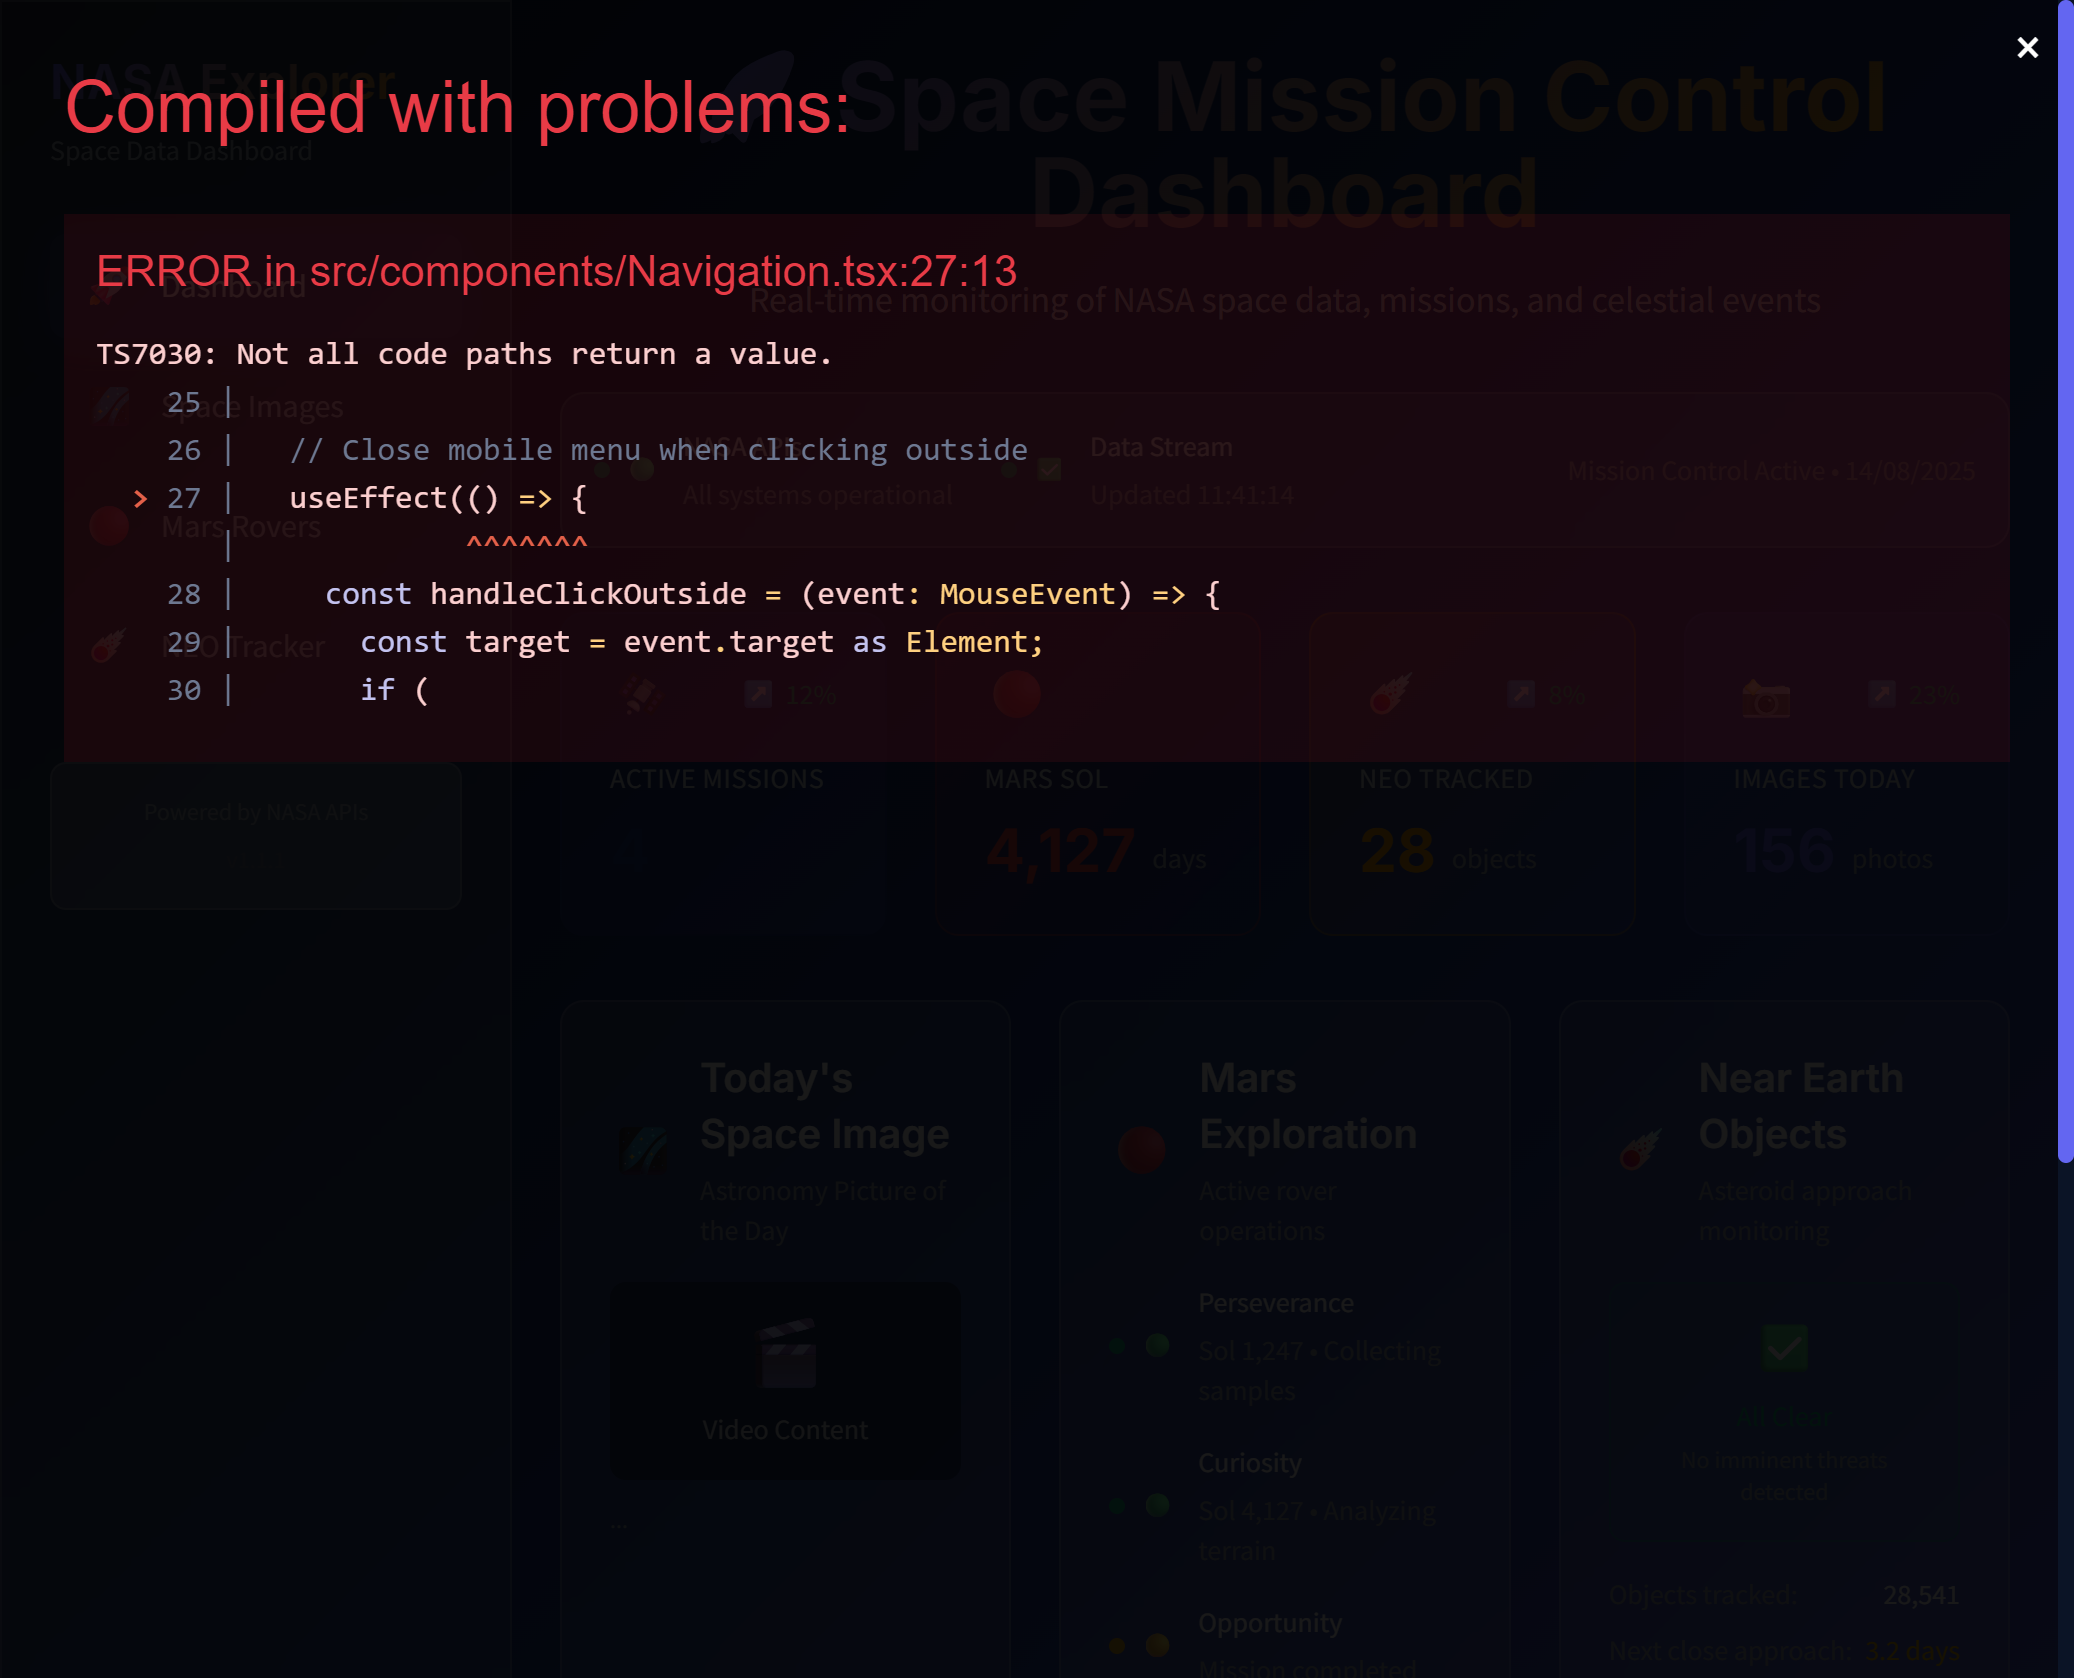 NASA Explorer
Compiled with problems:
Space Data Dashboard
🚀 Space Mission Control
Dashboard
×
ERROR in src/components/Navigation.tsx:27:13
Dashboard
Real-time monitoring of NASA space data, missions, and celestial events
TS7030: Not all code paths return a value.
25 |
Space Images
26 |   // Close mobile menu when clicking outside
NASA APIs
Data Stream
All systems operational
Updated 11:41:14
Mission Control Active • 14/08/2025
> 27 |   useEffect(() => {
Mars Rovers
|             ^^^^^^^
28 |     const handleClickOutside = (event: MouseEvent) => {
29 |       const target = event.target as Element;
NEO Tracker
30 |       if (
12%
8%
23%
ACTIVE MISSIONS
MARS SOL
4,127 days
NEO TRACKED
28 objects
IMAGES TODAY
156 photos
Powered by NASA APIs
Today's
Space Image
Astronomy Picture of
the Day
Video Content
...
Mars
Exploration
Active rover
operations
Perseverance
Sol 1,247 • Collecting
samples
Curiosity
Sol 4,127 • Analyzing
terrain
Opportunity
Mission completed
Near Earth
Objects
Asteroid approach
monitoring
All Clear
No imminent threats
detected
Objects tracked: 28,541
Next close approach: 3.2 days